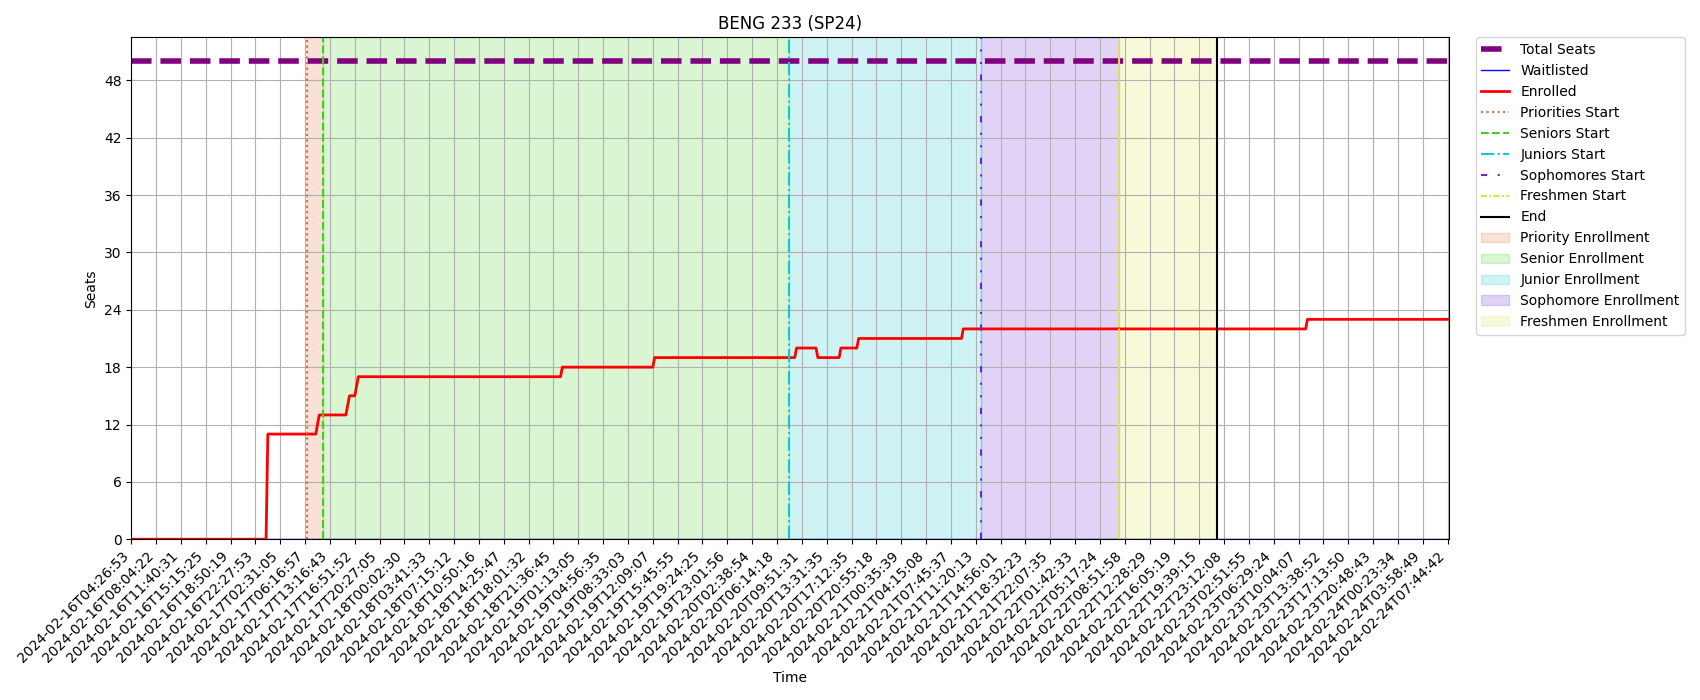 BENG 233 (SP24)
Seats
48
42
36
30
24
18
12
6
0
2024-02-16T04:26:53
2024-02-16T08:04:22
2024-02-16T11:40:31
2024-02-16T15:15:25
2024-02-16T18:50:19
2024-02-16T22:27:53
2024-02-17T02:31:05
2024-02-17T06:16:57
2024-02-17T13:16:43
2024-02-17T16:51:52
2024-02-17T20:27:05
2024-02-18T00:02:30
2024-02-18T03:41:33
2024-02-18T07:15:12
2024-02-18T10:50:16
2024-02-18T14:25:47
2024-02-18T18:01:32
2024-02-18T21:36:45
2024-02-19T01:13:05
2024-02-19T04:56:35
2024-02-19T08:33:03
2024-02-19T12:09:07
2024-02-19T15:45:55
2024-02-19T19:24:25
2024-02-19T23:01:56
2024-02-20T02:38:54
2024-02-20T06:14:18
2024-02-20T09:51:31
2024-02-20T13:31:35
2024-02-20T17:12:35
2024-02-20T20:55:18
2024-02-21T00:35:39
2024-02-21T04:15:08
2024-02-21T07:45:37
2024-02-21T11:20:13
2024-02-21T14:56:01
2024-02-21T18:32:23
2024-02-21T22:07:35
2024-02-22T01:42:33
2024-02-22T05:17:24
2024-02-22T08:51:58
2024-02-22T12:28:29
2024-02-22T16:05:19
2024-02-22T19:39:15
2024-02-22T23:12:08
2024-02-23T02:51:55
2024-02-23T06:29:24
2024-02-23T10:04:07
2024-02-23T13:38:52
2024-02-23T17:13:50
2024-02-23T20:48:43
2024-02-24T00:23:34
2024-02-24T03:58:49
2024-02-24T07:44:42
Time
Total Seats
Waitlisted
Enrolled
Priorities Start
Seniors Start
Juniors Start
Sophomores Start
Freshmen Start
End
Priority Enrollment
Senior Enrollment
Junior Enrollment
Sophomore Enrollment
Freshmen Enrollment